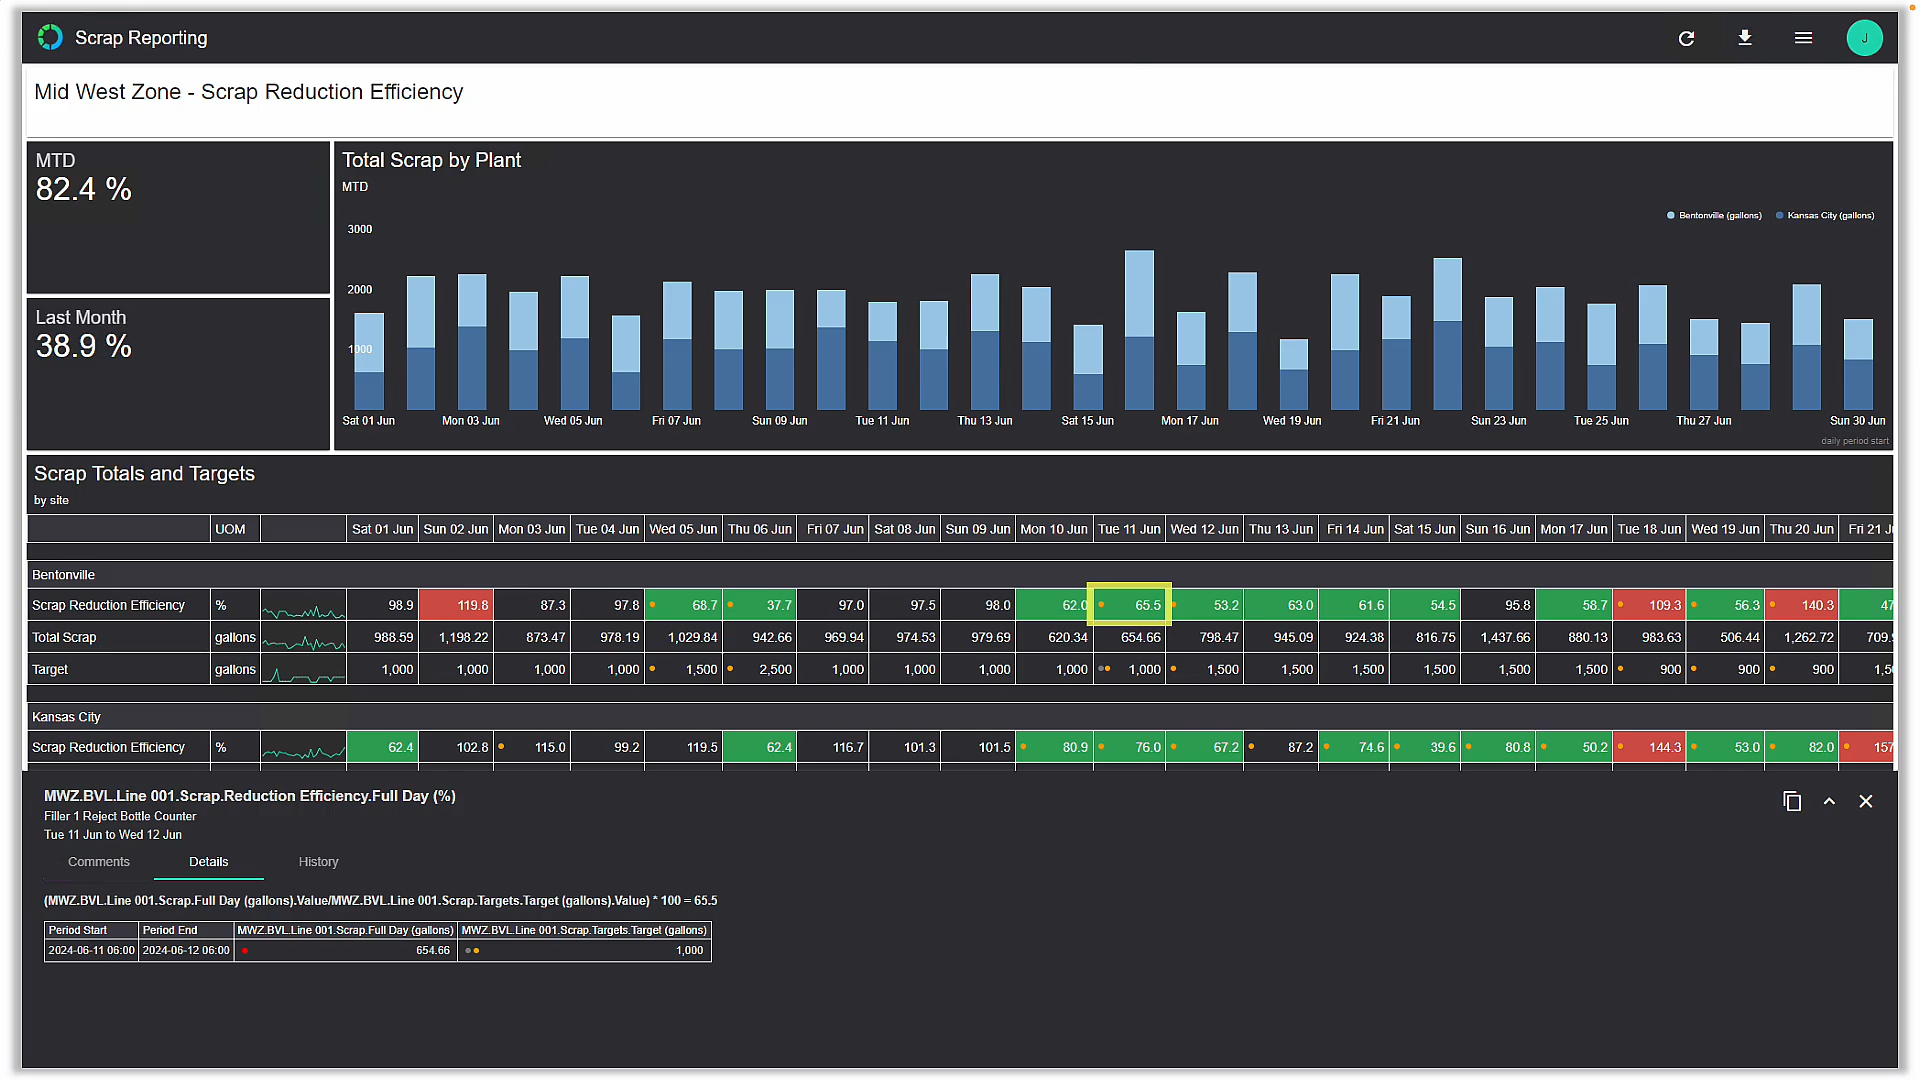 Scrap Reporting
J
Mid West Zone - Scrap Reduction Efficiency
MTD
82.4 %
Last Month
38.9 %
Total Scrap by Plant
MTD
Bentonville (gallons) Kansas City (gallons)
3000
2000
1000
Sat 01 Jun Mon 03 Jun Wed 05 Jun Fri 07 Jun Sun 09 Jun Tue 11 Jun Thu 13 Jun Sat 15 Jun Mon 17 Jun Wed 19 Jun Fri 21 Jun Sun 23 Jun Tue 25 Jun Thu 27 Jun Sun 30 Jun
daily period start
Scrap Totals and Targets
by site
UOM Sat 01 Jun Sun 02 Jun Mon 03 Jun Tue 04 Jun Wed 05 Jun Thu 06 Jun Fri 07 Jun Sat 08 Jun Sun 09 Jun Mon 10 Jun Tue 11 Jun Wed 12 Jun Thu 13 Jun Fri 14 Jun Sat 15 Jun Sun 16 Jun Mon 17 Jun Tue 18 Jun Wed 19 Jun Thu 20 Jun Fri 21
Bentonville
Scrap Reduction Efficiency % 98.9 119.8 87.3 97.8 68.7 37.7 97.0 97.5 98.0 62.0 65.5 53.2 63.0 61.6 54.5 95.8 58.7 109.3 56.3 140.3 47
Total Scrap gallons 988.59 1,198.22 873.47 978.19 1,029.84 942.66 969.94 974.53 979.69 620.34 654.66 798.47 945.09 924.38 816.75 1,437.66 880.13 983.63 506.44 1,262.72 709.
Target gallons 1,000 1,000 1,000 1,000 1,500 2,500 1,000 1,000 1,000 1,000 1,000 1,500 1,500 1,500 1,500 1,500 1,500 900 900 900 1,5
Kansas City
Scrap Reduction Efficiency % 62.4 102.8 115.0 99.2 119.5 62.4 116.7 101.3 101.5 80.9 76.0 67.2 87.2 74.6 39.6 80.8 50.2 144.3 53.0 82.0 157
MWZ.BVL.Line 001.Scrap.Reduction Efficiency.Full Day (%)
Filler 1 Reject Bottle Counter
Tue 11 Jun to Wed 12 Jun
Comments Details History
(MWZ.BVL.Line 001.Scrap.Full Day (gallons).Value/MWZ.BVL.Line 001.Scrap.Targets.Target (gallons).Value) * 100 = 65.5
Period Start Period End MWZ.BVL.Line 001.Scrap.Full Day (gallons) MWZ.BVL.Line 001.Scrap.Targets.Target (gallons)
2024-06-11 06:00 2024-06-12 06:00 654.66 1,000